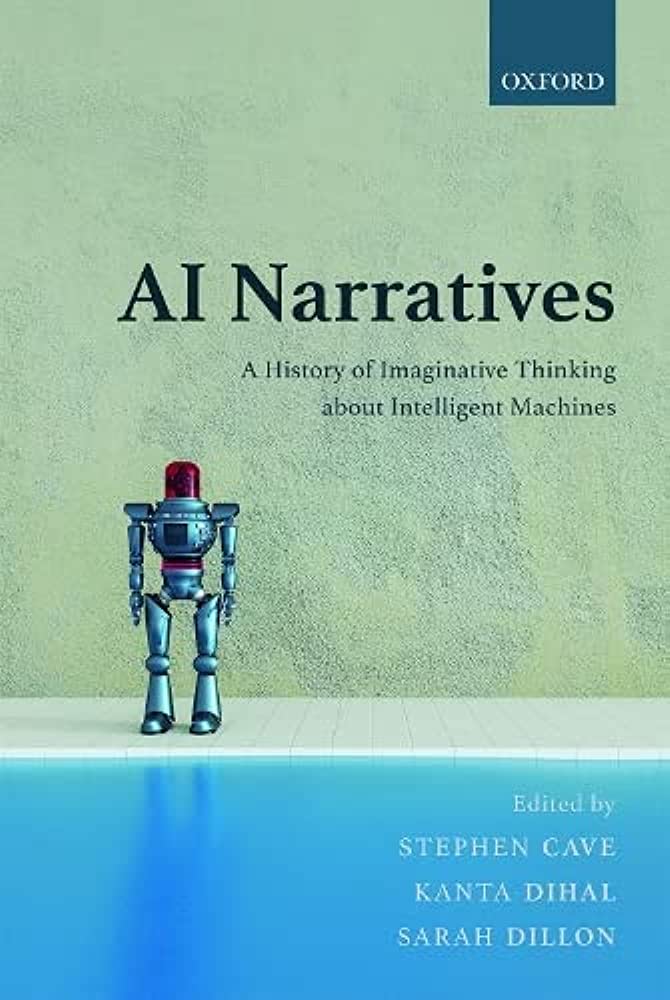 OXFORD
AI Narratives
A History of Imaginative Thinking
about Intelligent Machines
Edited by
STEPHEN CAVE
KANTA DIHAL
SARAH DILLON